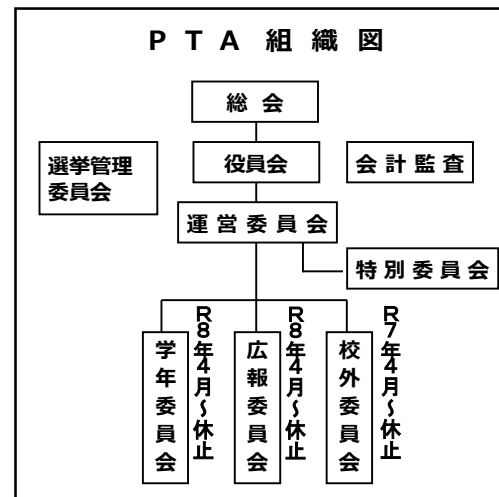 PTA 組織図
総会
選挙管理
委員会
役員会
会計監査
運営委員会
特別委員会
学年委員会
R8年4月～休止
広報委員会
R8年4月～休止
校外委員会
R7年4月～休止